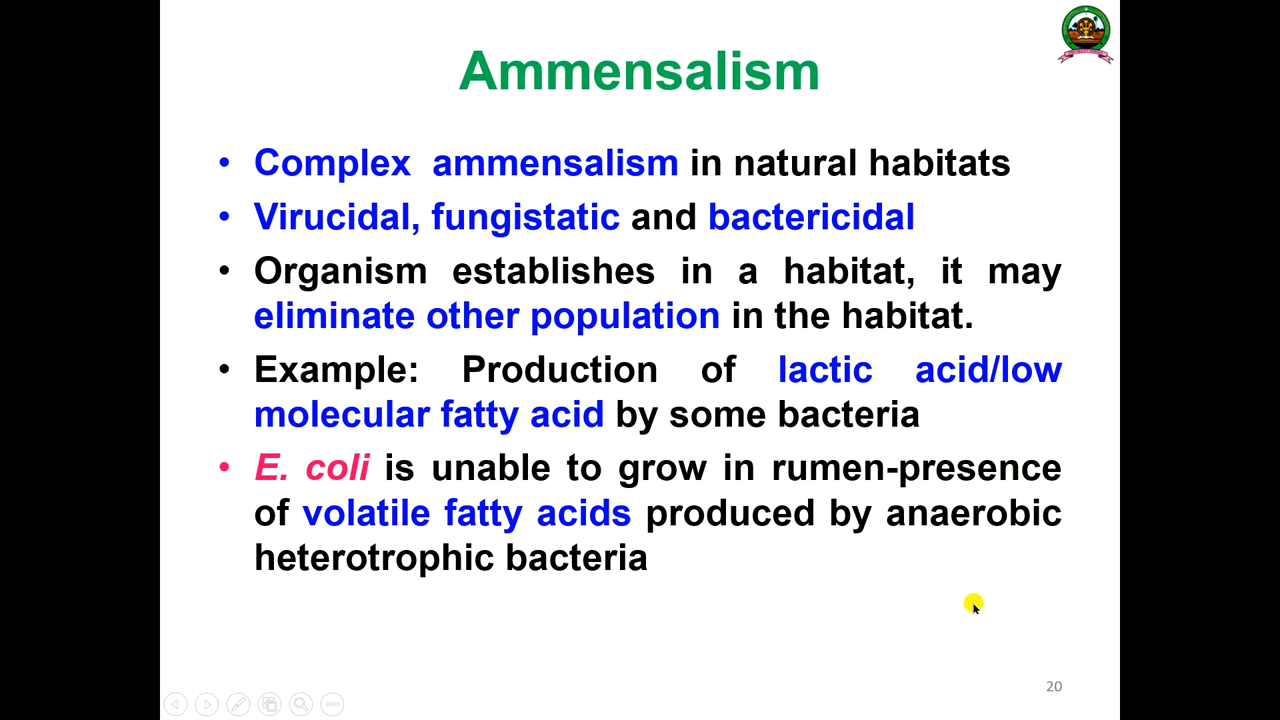 Ammensalism
• Complex ammensalism in natural habitats
• Virucidal, fungistatic and bactericidal
• Organism establishes in a habitat, it may
eliminate other population in the habitat.
• Example: Production of lactic acid/low
molecular fatty acid by some bacteria
• E. coli is unable to grow in rumen-presence
of volatile fatty acids produced by anaerobic
heterotrophic bacteria
20